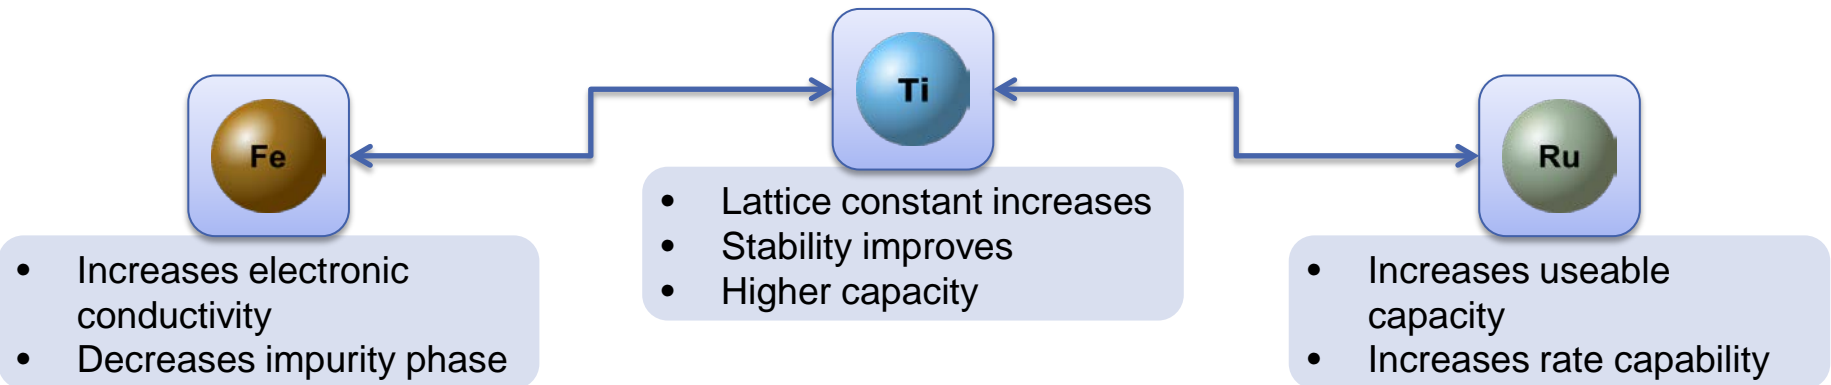 Fe
• Increases electronic
conductivity
• Decreases impurity phase
Ti
• Lattice constant increases
• Stability improves
• Higher capacity
Ru
• Increases useable
capacity
• Increases rate capability